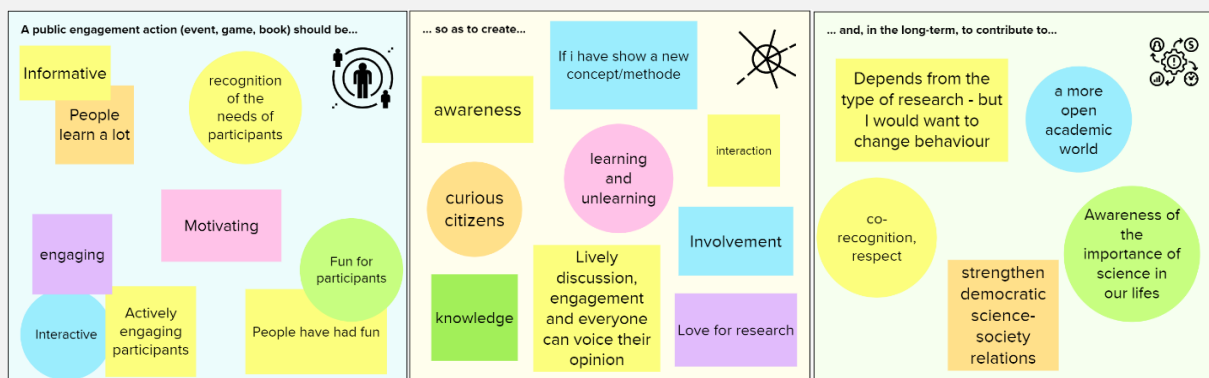 A public engagement action (event, game, book) should be...
Informative
People
learn a lot
recognition
of the
needs of
participants
Motivating
engaging
Fun for
participants
Interactive
Actively
engaging
participants
People have had fun
... so as to create...
If i have show a new
concept/methode
awareness
learning
and
unlearning
interaction
curious
citizens
Involvement
Lively
discussion,
engagement
and everyone
can voice their
opinion
knowledge
Love for research
... and, in the long-term, to contribute to...
Depends from the
type of research - but
I would want to
change behaviour
a more
open
academic
world
co-
recognition,
respect
strengthen
democratic
science-
society
relations
Awareness of
the
importance of
science in
our lifes